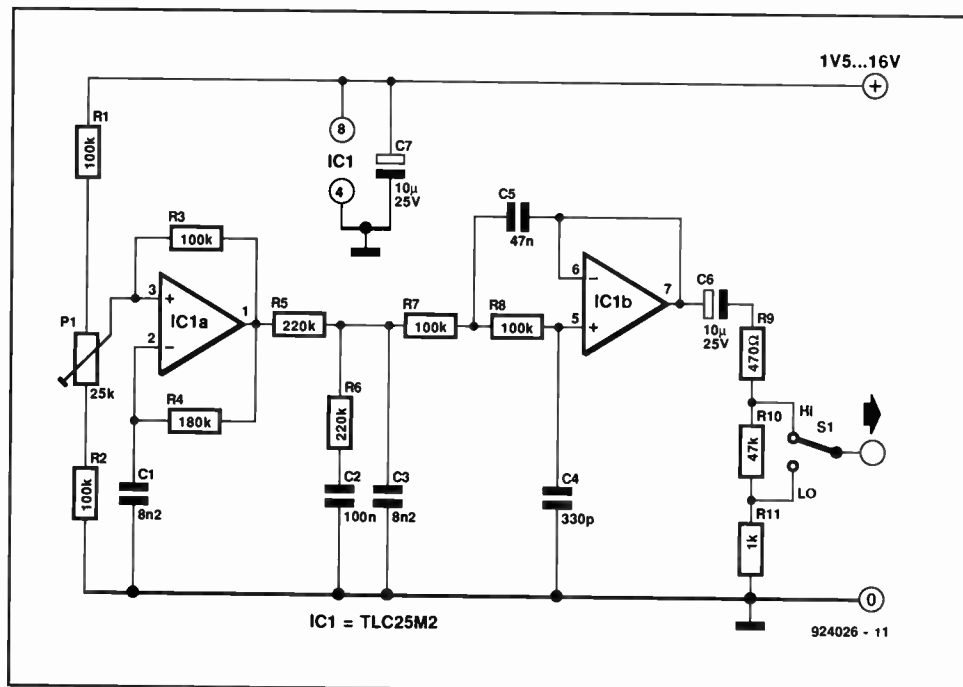 1V5...16V
+
R1
100k
8
IC1
4
C7
10µ
25V
R3
100k
C5
47n
3
+
1
IC1a
2
−
R5
220k
R7
100k
R8
100k
6
−
IC1b
7
5
+
C6
10µ
25V
R9
470Ω
P1
25k
R4
180k
R6
220k
Hi
S1
R10
47k
LO
R2
100k
C1
8n2
C2
100n
C3
8n2
C4
330p
R11
1k
0
IC1 = TLC25M2
924026 - 11